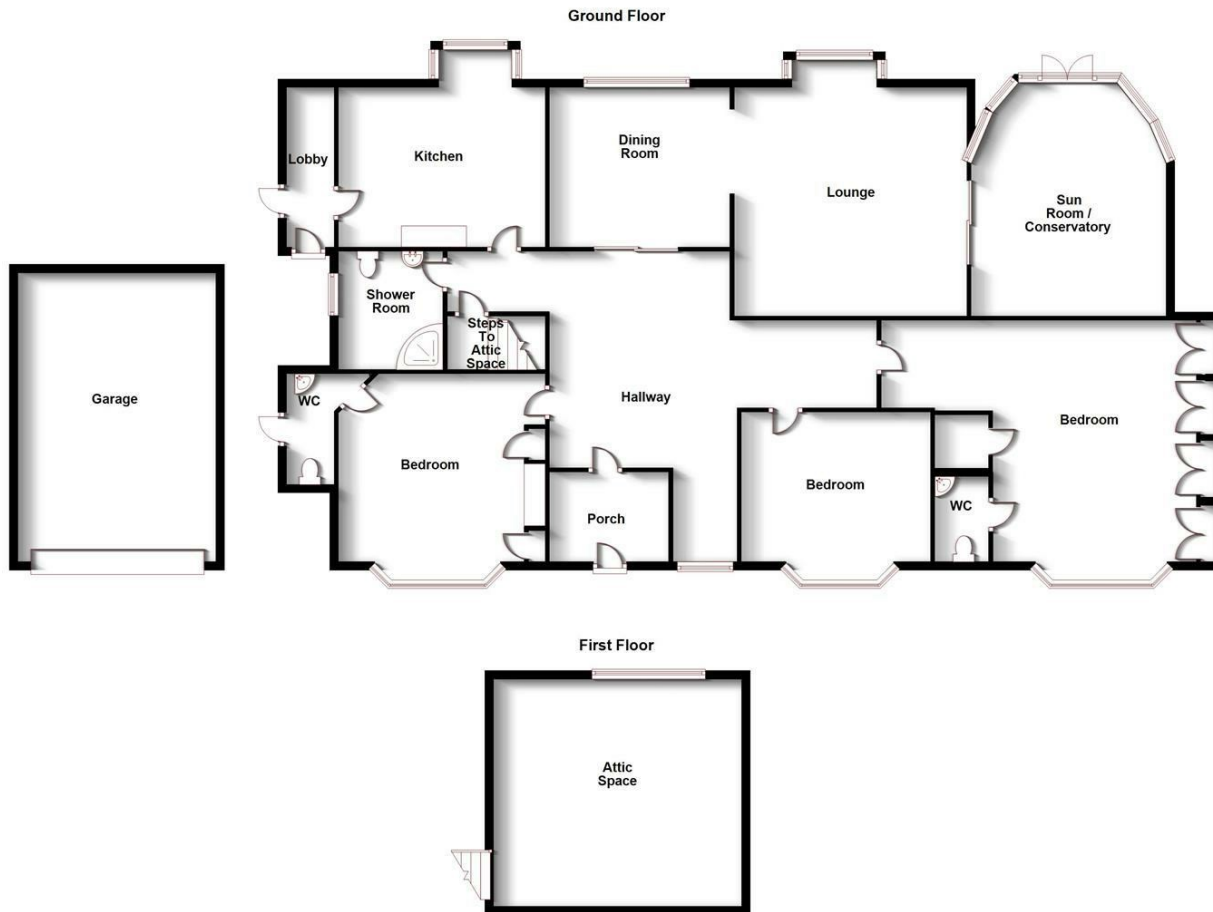 Ground Floor
Lobby
Kitchen
Dining
Room
Lounge
Sun
Room /
Conservatory
Shower
Room
Steps
To
Attic
Space
Garage
WC
Hallway
Bedroom
Bedroom
Bedroom
WC
Porch
First Floor
Attic
Space